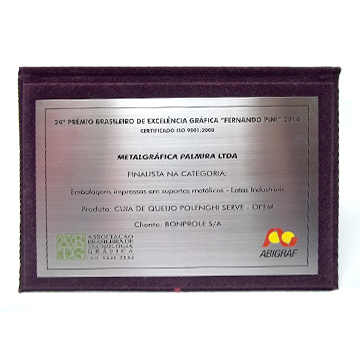 24º PRÊMIO BRASILEIRO DE EXCELÊNCIA GRÁFICA "FERNANDO PINI" 2014
CERTIFICADO ISO 9001:2008
METALGRÁFICA PALMIRA LTDA
FINALISTA NA CATEGORIA:
Embalagens impressas em suportes metálicos - Latas Industriais
Produto: CUIA DE QUEIJO POLENGHI SERVE - OPEM
Cliente: BONPROLE S/A
ASSOCIAÇÃO
BRASILEIRA DE
TECNOLOGIA
GRÁFICA
ABIGRAF